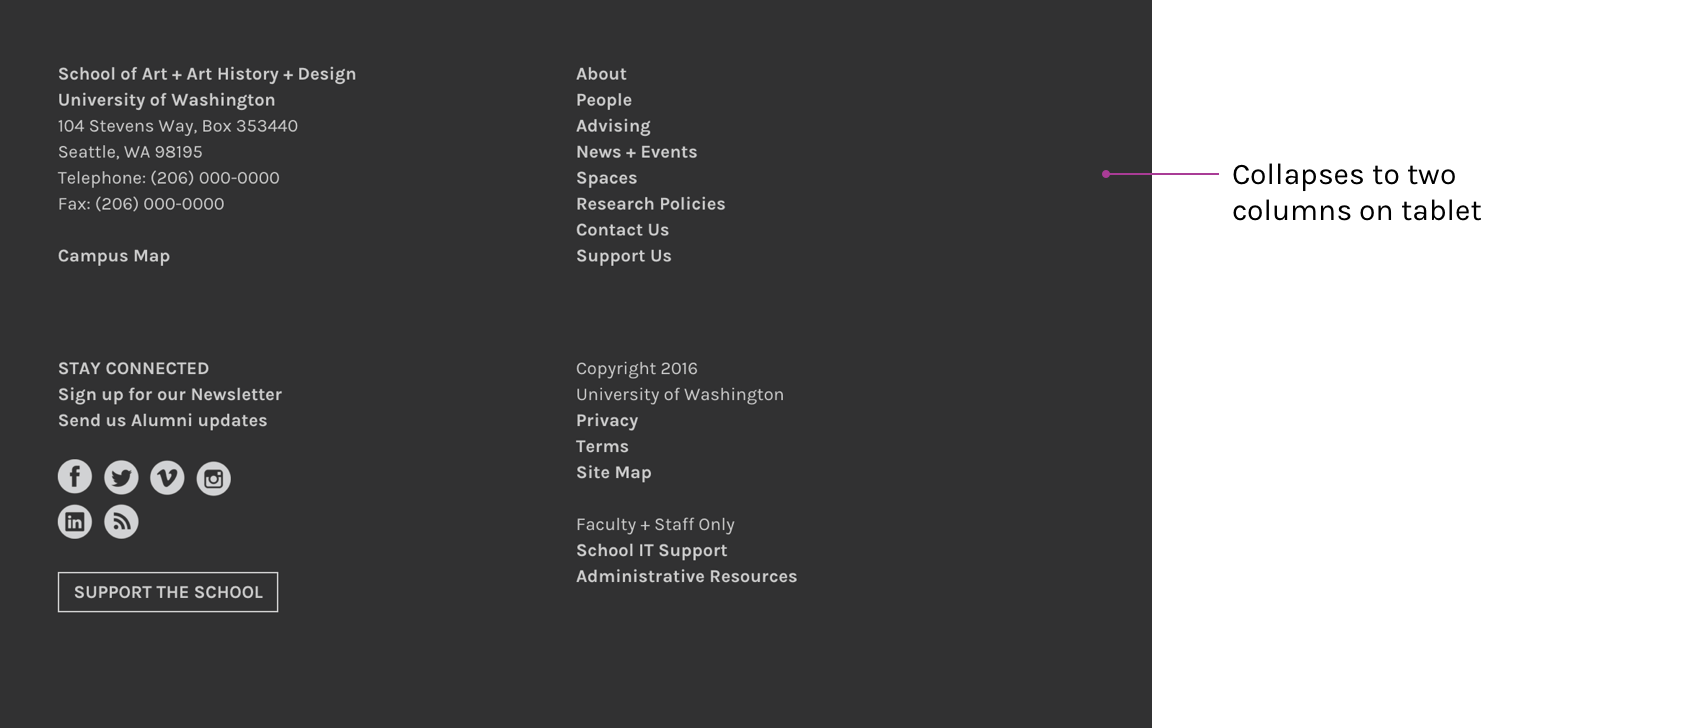 School of Art + Art History + Design
University of Washington
104 Stevens Way, Box 353440
Seattle, WA 98195
Telephone: (206) 000-0000
Fax: (206) 000-0000
Campus Map
About
People
Advising
News + Events
Spaces
Research Policies
Contact Us
Support Us
Collapses to two
columns on tablet
STAY CONNECTED
Sign up for our Newsletter
Send us Alumni updates
SUPPORT THE SCHOOL
Copyright 2016
University of Washington
Privacy
Terms
Site Map
Faculty + Staff Only
School IT Support
Administrative Resources